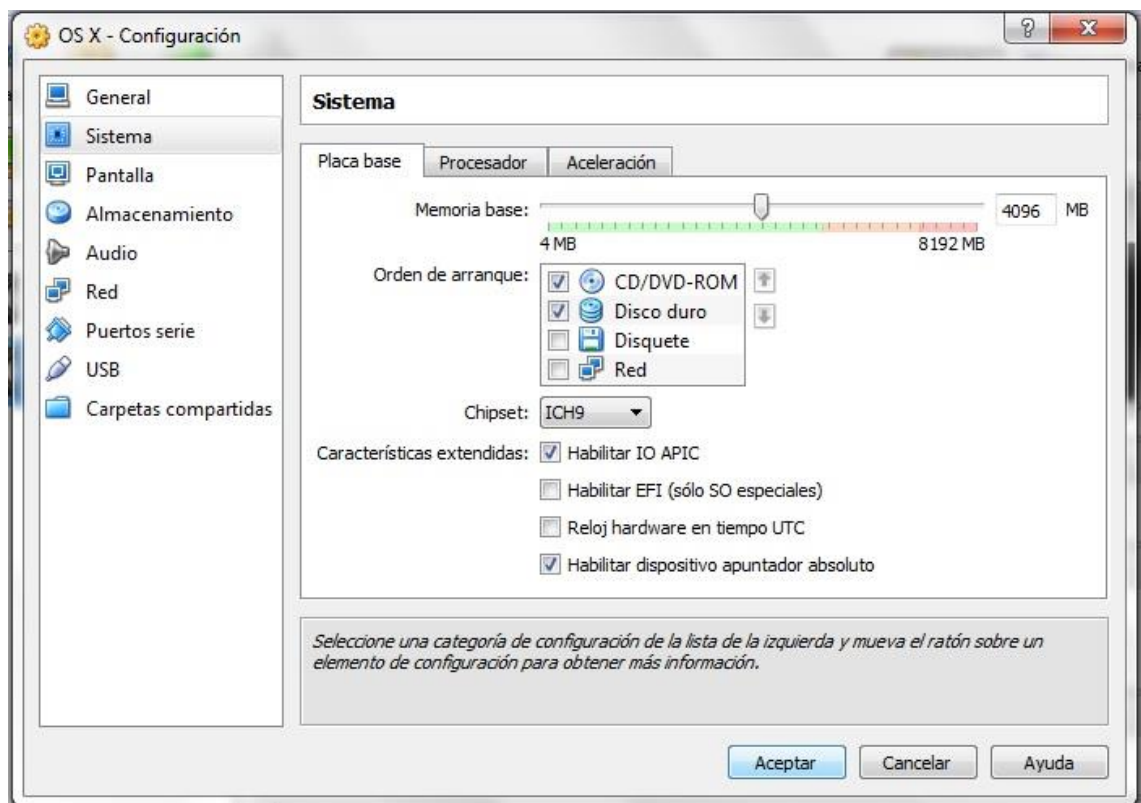 OS X - Configuración
General
Sistema
Pantalla
Almacenamiento
Audio
Red
Puertos serie
USB
Carpetas compartidas
Sistema
Placa base Procesador Aceleración
Memoria base: 4096 MB
4 MB 8192 MB
Orden de arranque: CD/DVD-ROM
Disco duro
Disquete
Red
Chipset: ICH9
Características extendidas: Habilitar IO APIC
Habilitar EFI (sólo SO especiales)
Reloj hardware en tiempo UTC
Habilitar dispositivo apuntador absoluto
Seleccione una categoría de configuración de la lista de la izquierda y mueva el ratón sobre un
elemento de configuración para obtener más información.
Aceptar Cancelar Ayuda